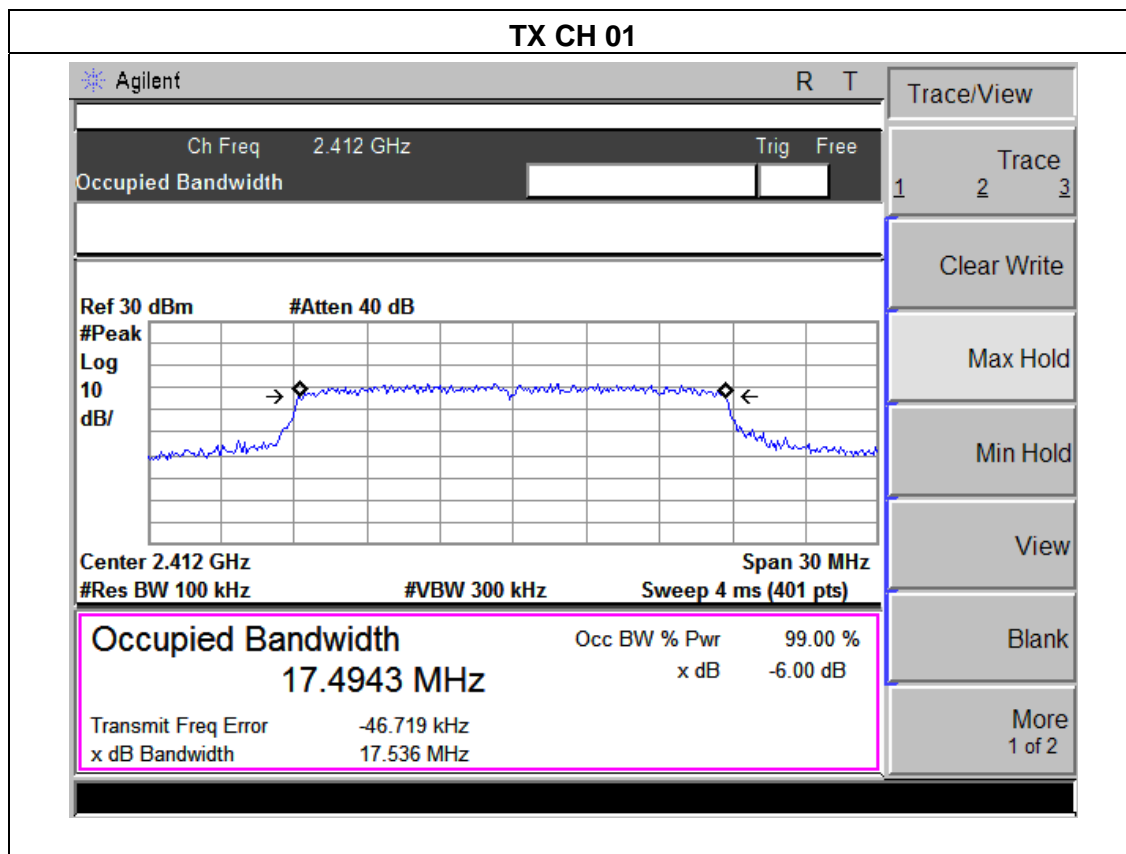 TX CH 01
Agilent R T
Trace/View
Ch Freq 2.412 GHz Trig Free
Occupied Bandwidth
Trace
1 2 3
Clear Write
Ref 30 dBm #Atten 40 dB
#Peak
Log
10
dB/
Max Hold
Min Hold
View
Center 2.412 GHz Span 30 MHz
#Res BW 100 kHz #VBW 300 kHz Sweep 4 ms (401 pts)
Occupied Bandwidth Occ BW % Pwr 99.00 %
17.4943 MHz x dB -6.00 dB
Blank
Transmit Freq Error -46.719 kHz
x dB Bandwidth 17.536 MHz
More
1 of 2